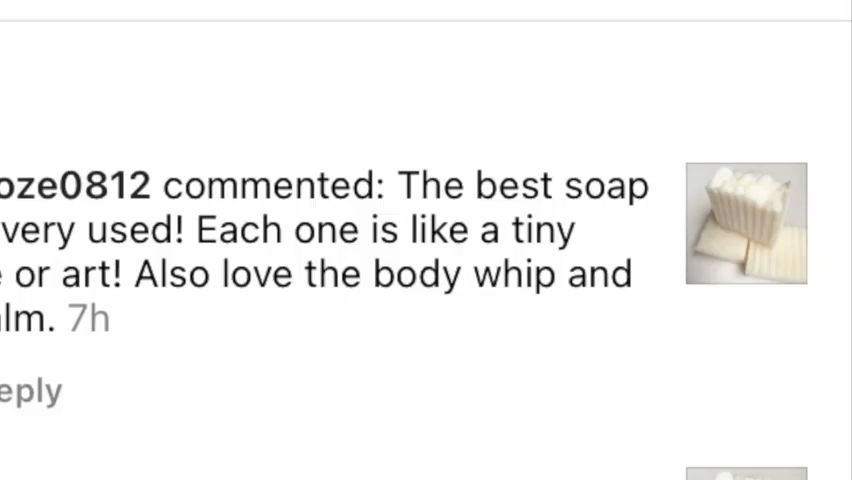 oze0812 commented: The best soap
very used! Each one is like a tiny
e or art! Also love the body whip and
alm. 7h
eply